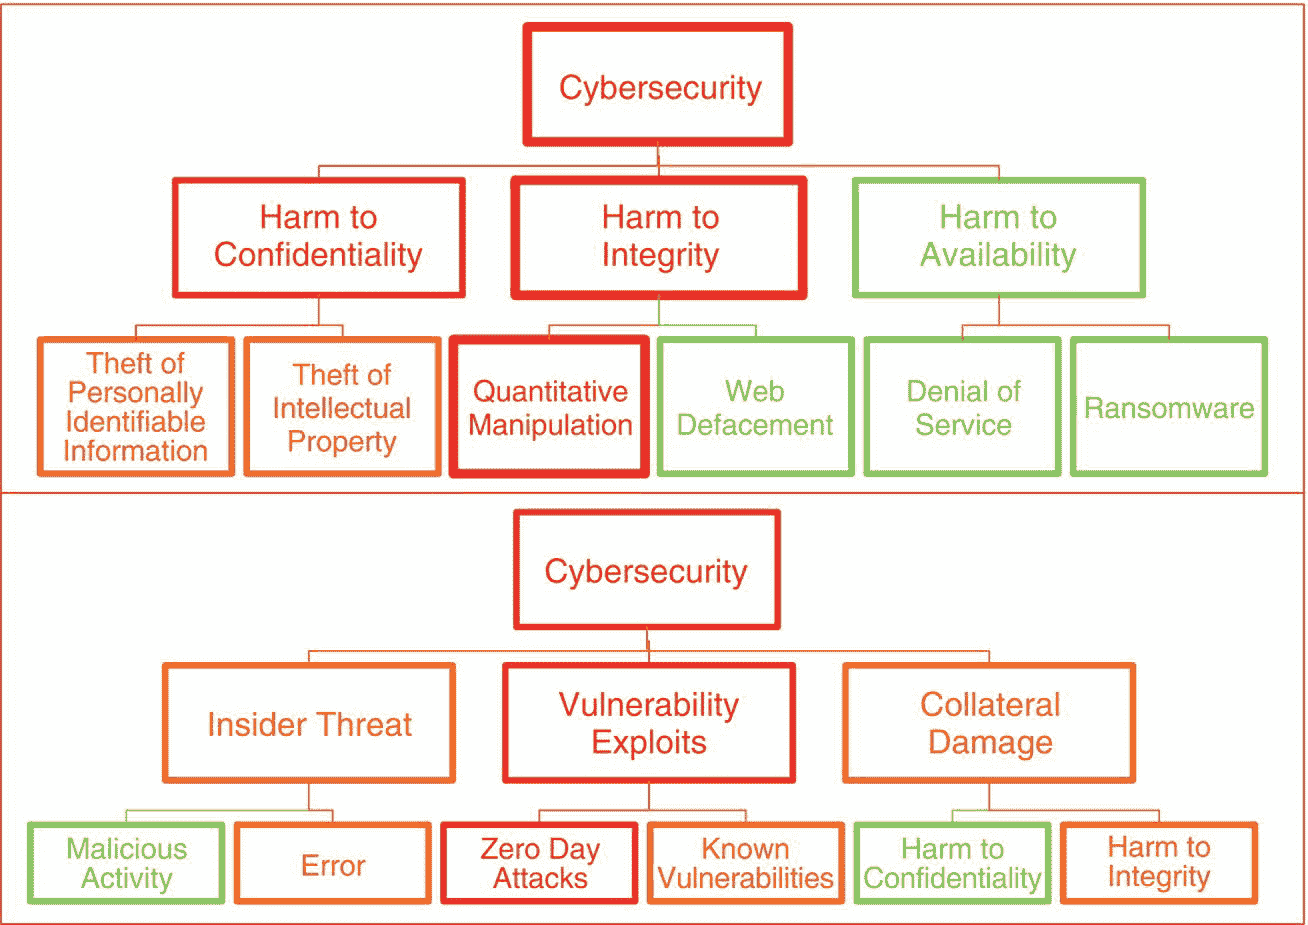 Cybersecurity
Harm to
Confidentiality
Harm to
Integrity
Harm to
Availability
Theft of
Personally
Identifiable
Information
Theft of
Intellectual
Property
Quantitative
Manipulation
Web
Defacement
Denial of
Service
Ransomware
Cybersecurity
Insider Threat
Vulnerability
Exploits
Collateral
Damage
Malicious
Activity
Error
Zero Day
Attacks
Known
Vulnerabilities
Harm to
Confidentiality
Harm to
Integrity